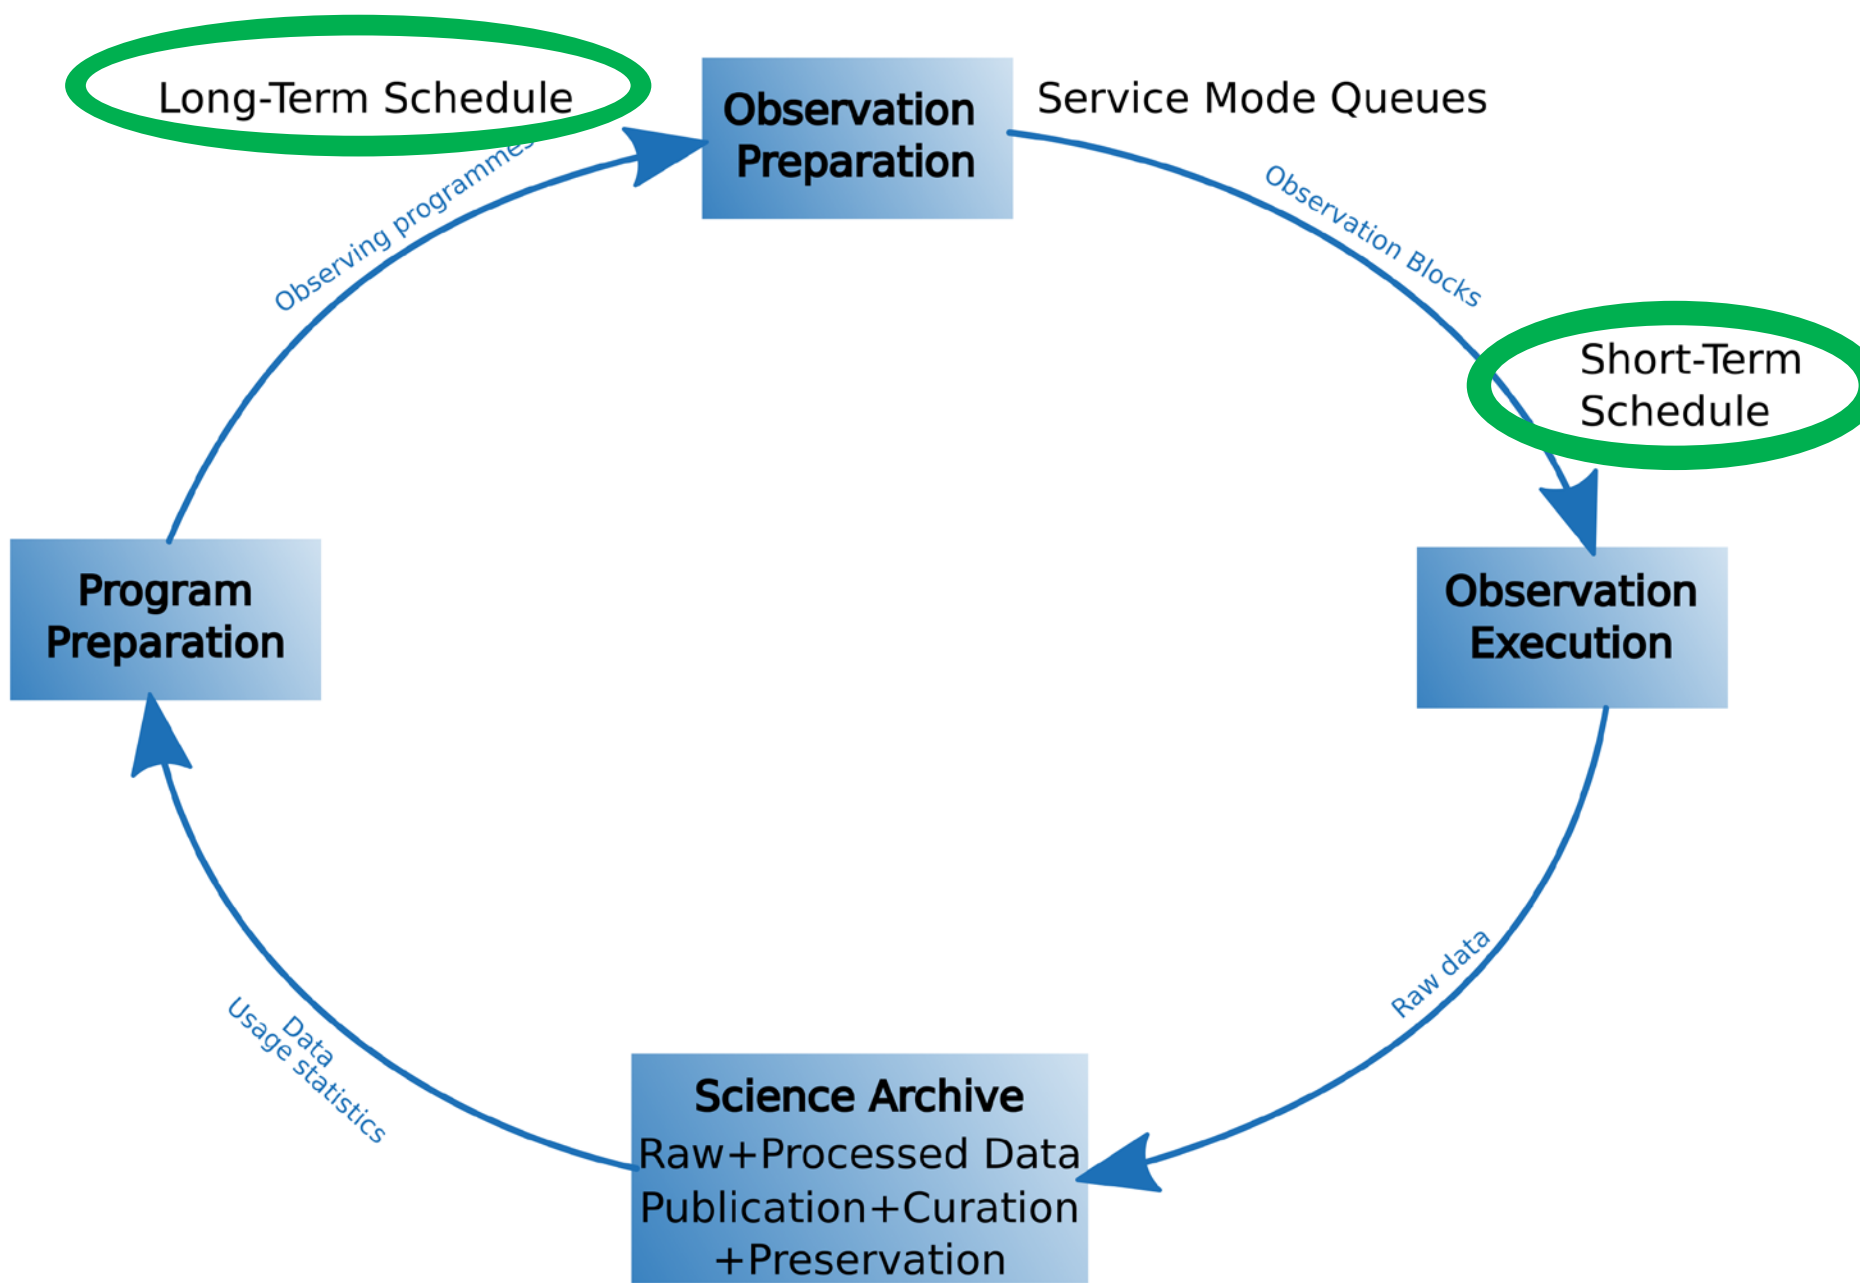 Long-Term Schedule
Observation
Preparation
Service Mode Queues
Observing programmes
Observation Blocks
Short-Term
Schedule
Program
Preparation
Observation
Execution
Raw data
Data
Usage statistics
Science Archive
Raw+Processed Data
Publication+Curation
+Preservation